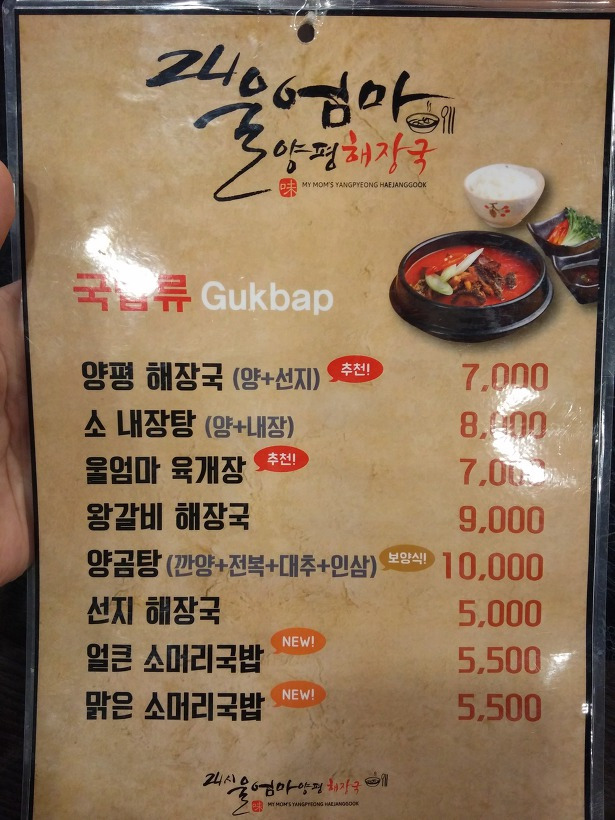 24 울엄마
양평해장국
味 MY MOM'S YANGPYEONG HAEJANGGOOK
국밥류 Gukbap
양평 해장국 (양+선지) 추천! 7,000
소 내장탕 (양+내장) 8,000
울엄마 육개장 추천! 7,000
왕갈비 해장국 9,000
양곰탕 (깐양+전복+대추+인삼) 보양식! 10,000
선지 해장국 5,000
얼큰 소머리국밥 NEW! 5,500
맑은 소머리국밥 NEW! 5,500
24시 울엄마 양평 해장국
味 MY MOM'S YANGPYEONG HAEJANGGOOK